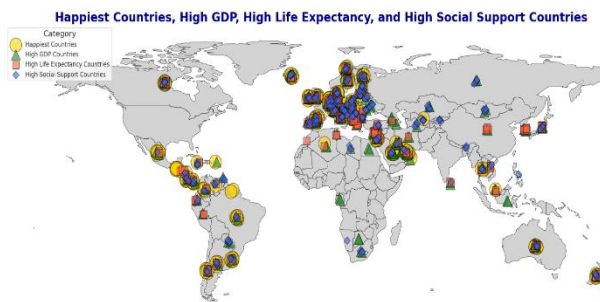 Happiest Countries, High GDP, High Life Expectancy, and High Social Support Countries
Category
Happiest Countries
High GDP Countries
High Life Expectancy Countries
High Social Support Countries